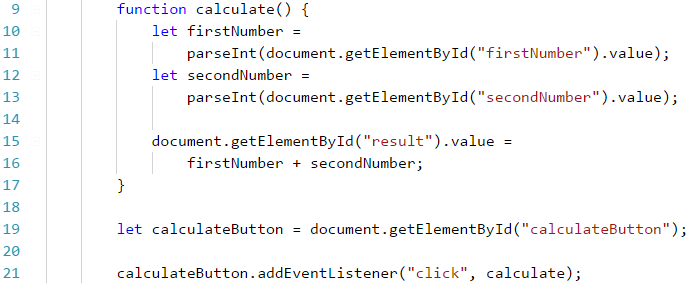 9 function calculate() {
10 let firstNumber =
11 parseInt(document.getElementById("firstNumber").value);
12 let secondNumber =
13 parseInt(document.getElementById("secondNumber").value);
14
15 document.getElementById("result").value =
16 firstNumber + secondNumber;
17 }
18
19 let calculateButton = document.getElementById("calculateButton");
20
21 calculateButton.addEventListener("click", calculate);